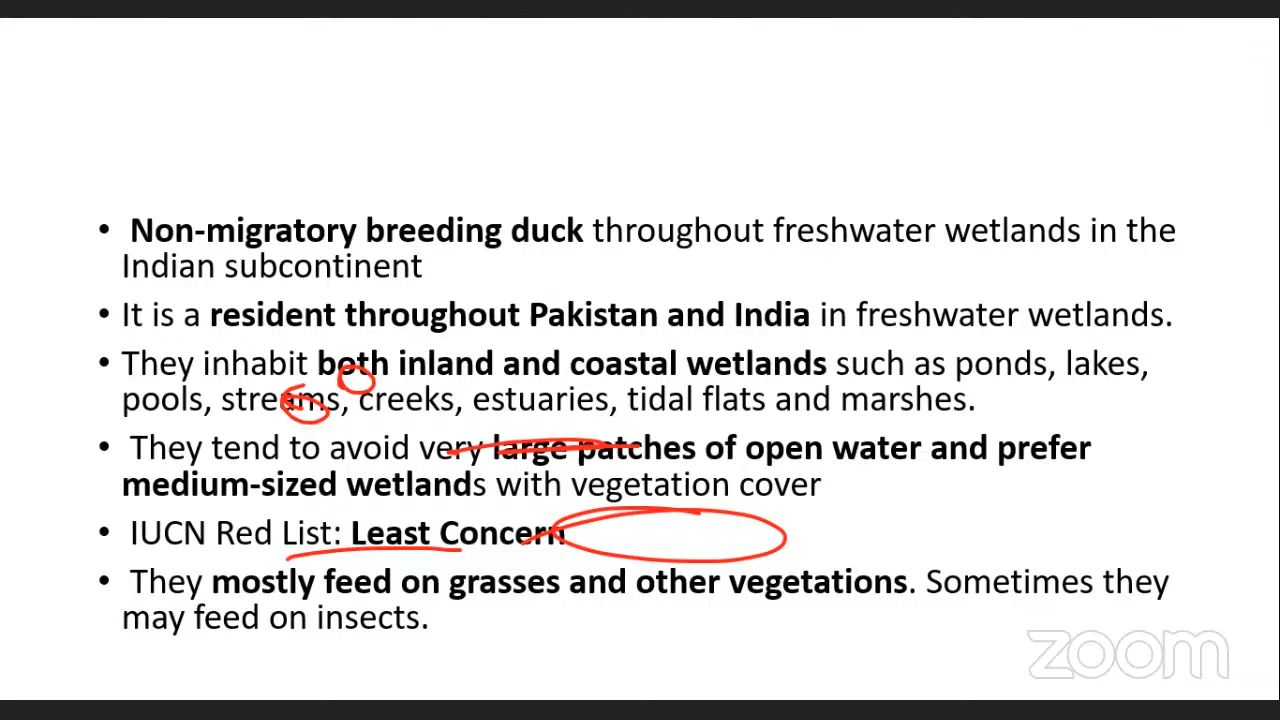 • Non-migratory breeding duck throughout freshwater wetlands in the
Indian subcontinent
• It is a resident throughout Pakistan and India in freshwater wetlands.
• They inhabit both inland and coastal wetlands such as ponds, lakes,
pools, streams, creeks, estuaries, tidal flats and marshes.
• They tend to avoid very large patches of open water and prefer
medium-sized wetlands with vegetation cover
• IUCN Red List: Least Concern
• They mostly feed on grasses and other vegetations. Sometimes they
may feed on insects.
zoom